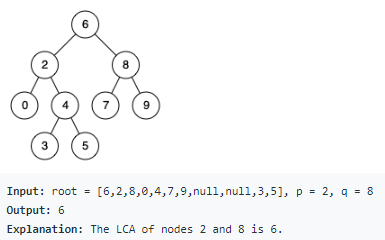 6
2 8
0 4 7 9
3 5
Input: root = [6,2,8,0,4,7,9,null,null,3,5], p = 2, q = 8
Output: 6
Explanation: The LCA of nodes 2 and 8 is 6.